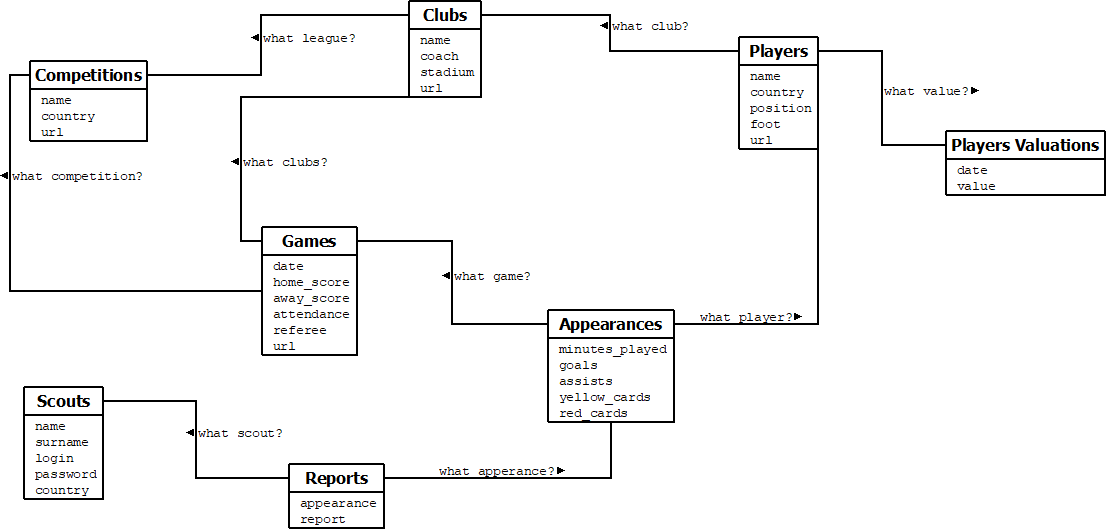 Clubs
name
coach
stadium
url
what league?
what club?
Players
name
country
position
foot
url
what value?
Competitions
name
country
url
Players Valuations
date
value
what clubs?
what competition?
Games
date
home_score
away_score
attendance
referee
url
what game?
Appearances
minutes_played
goals
assists
yellow_cards
red_cards
what player?
Scouts
name
surname
login
password
country
what scout?
Reports
appearance
report
what apperance?